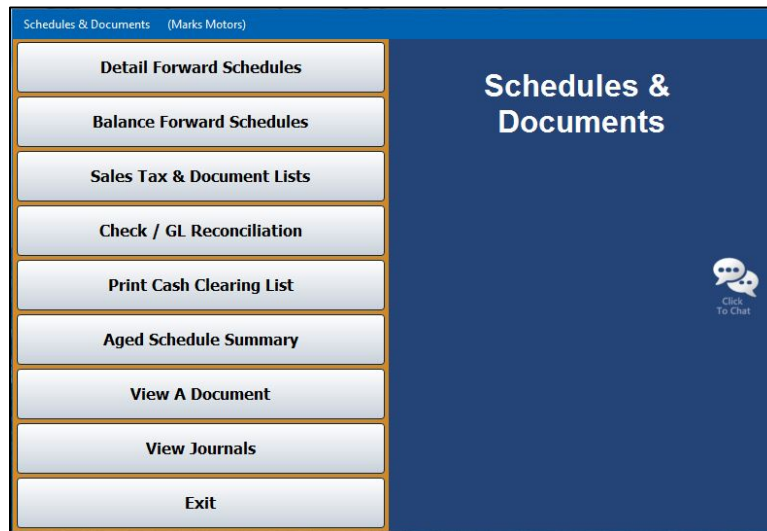 Schedules & Documents (Marks Motors)
Detail Forward Schedules
Balance Forward Schedules
Sales Tax & Document Lists
Check / GL Reconciliation
Print Cash Clearing List
Aged Schedule Summary
View A Document
View Journals
Exit
Schedules &
Documents
Click
To Chat